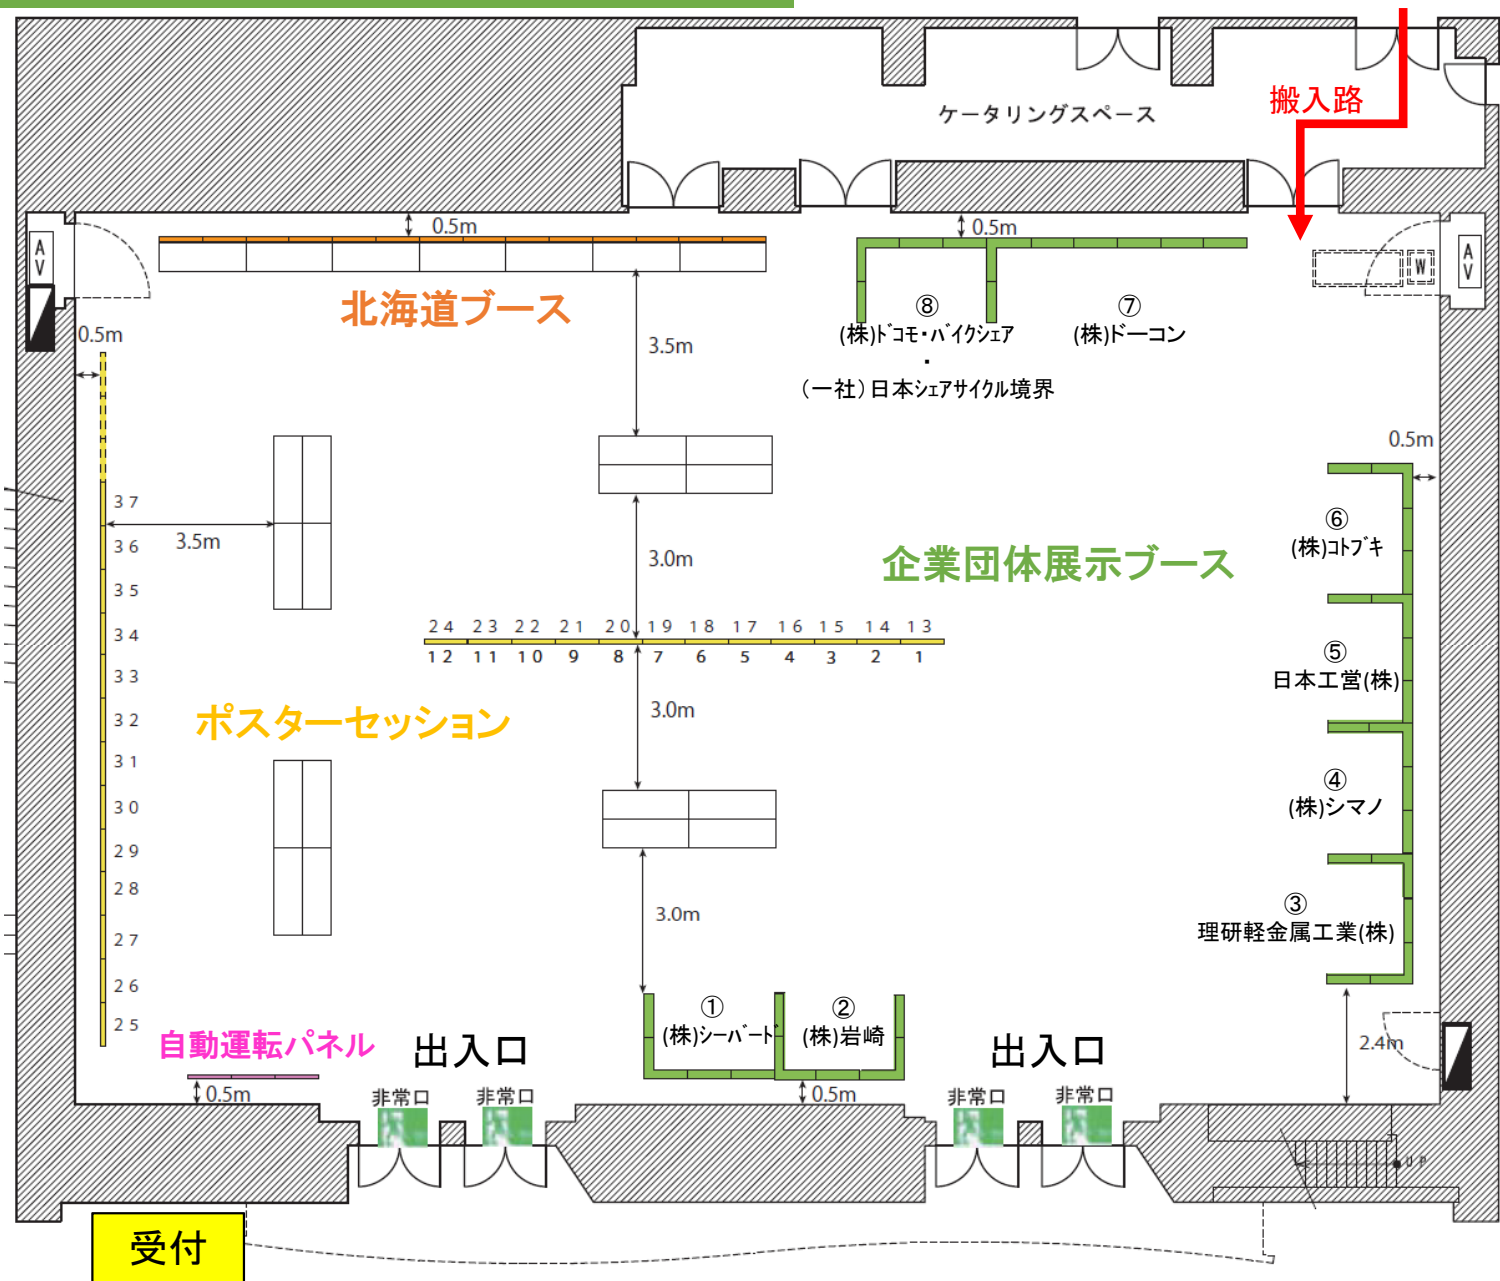 搬入路
ケータリングスペース
0.5m
0.5m
AV
W
AV
北海道ブース
⑧
(株)ﾄﾞｺﾓ・ﾊﾞｲｸｼｪｱ
・
（一社）日本ｼｪｱｻｲｸﾙ境界
⑦
(株)ドーコン
0.5m
3.5m
0.5m
37
36
35
34
33
32
31
30
29
28
27
26
25
3.5m
3.0m
企業団体展示ブース
⑥
(株)ｺﾄﾌﾞｷ
24 23 22 21 20 19 18 17 16 15 14 13
12 11 10 9 8 7 6 5 4 3 2 1
⑤
日本工営(株)
ポスターセッション
3.0m
④
(株)シマノ
3.0m
③
理研軽金属工業(株)
①
(株)ｼｰﾊﾞｰﾄﾞ
②
(株)岩崎
自動運転パネル
出入口
出入口
2.4m
0.5m
0.5m
非常口
非常口
非常口
非常口
UP
受付